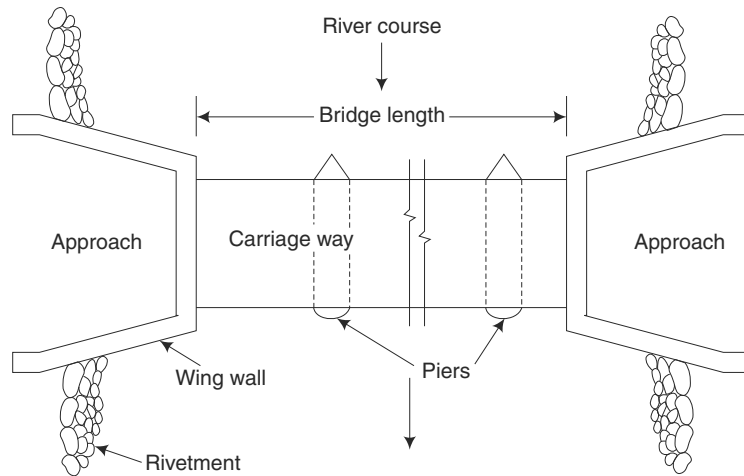 River course
Bridge length
Approach
Carriage way
Approach
Wing wall
Piers
Rivetment